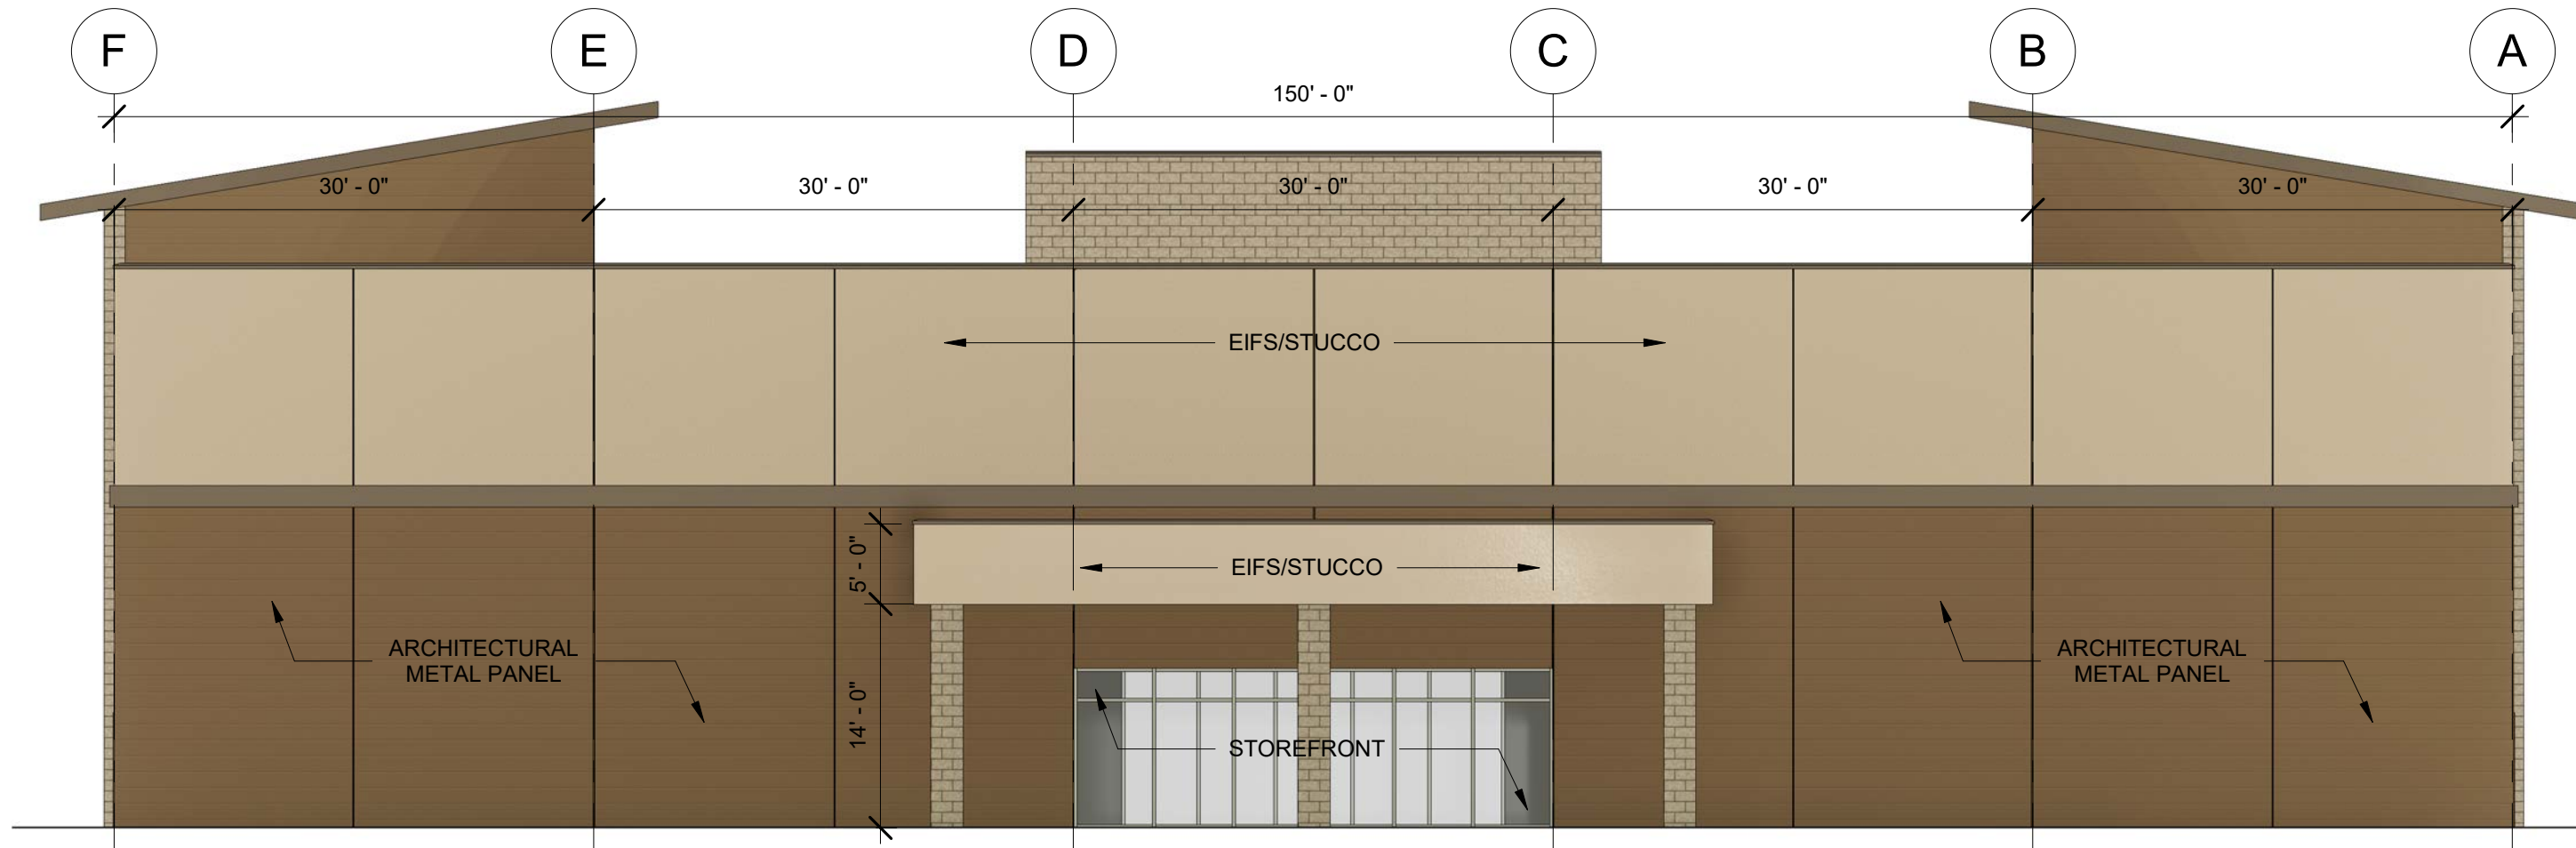 F
E
D
C
B
A
150' - 0"
30' - 0"
30' - 0"
30' - 0"
30' - 0"
30' - 0"
EIFS/STUCCO
5' - 0"
EIFS/STUCCO
ARCHITECTURAL
METAL PANEL
ARCHITECTURAL
METAL PANEL
14' - 0"
STOREFRONT